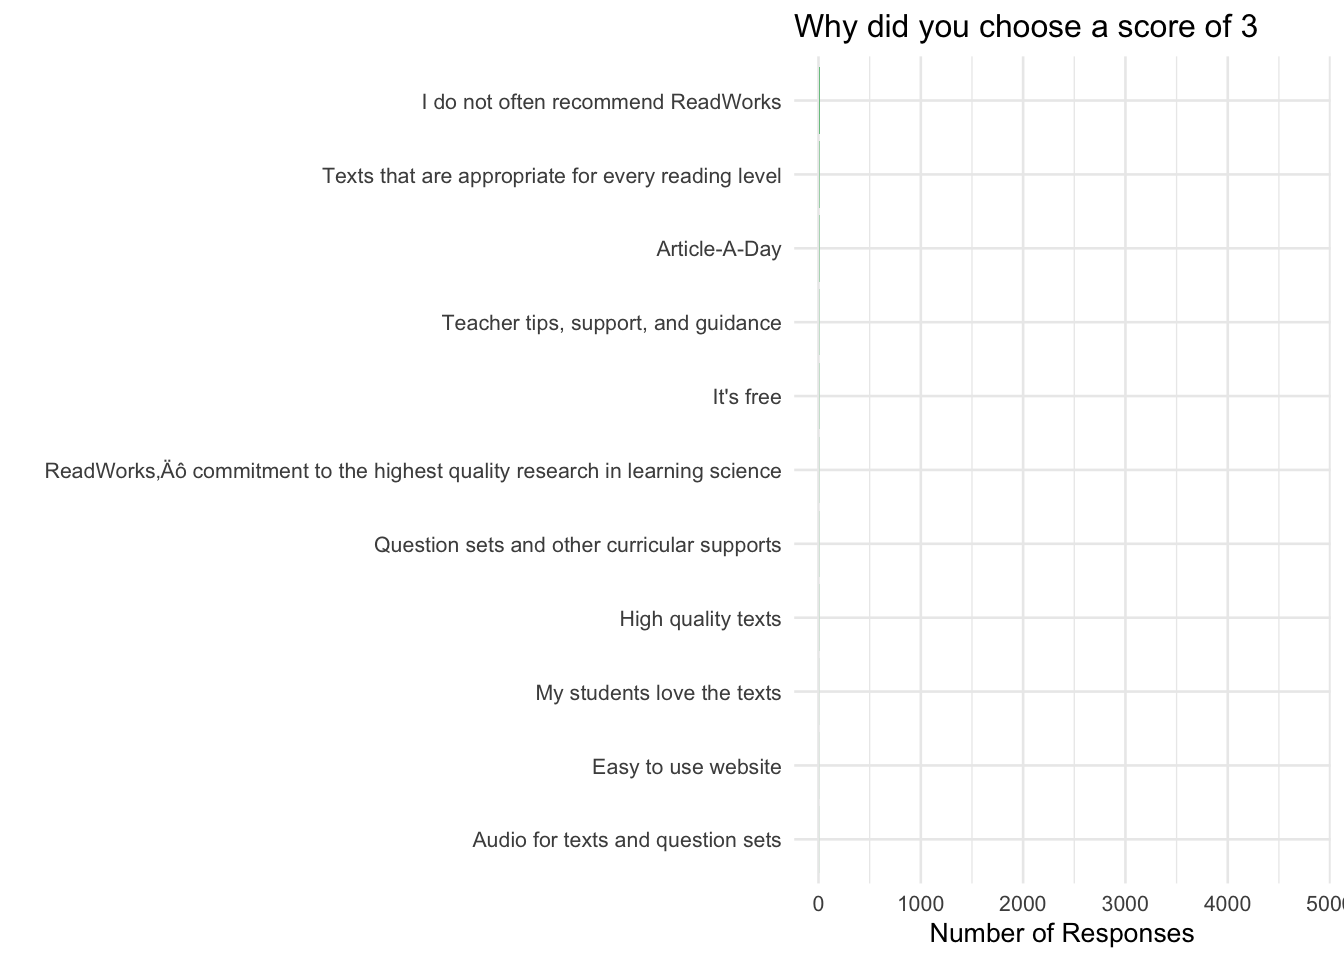 Why did you choose a score of 3
I do not often recommend ReadWorks
Texts that are appropriate for every reading level
Article-A-Day
Teacher tips, support, and guidance
It's free
ReadWorks‚Äô commitment to the highest quality research in learning science
Question sets and other curricular supports
High quality texts
My students love the texts
Easy to use website
Audio for texts and question sets
0 1000 2000 3000 4000 5000
Number of Responses